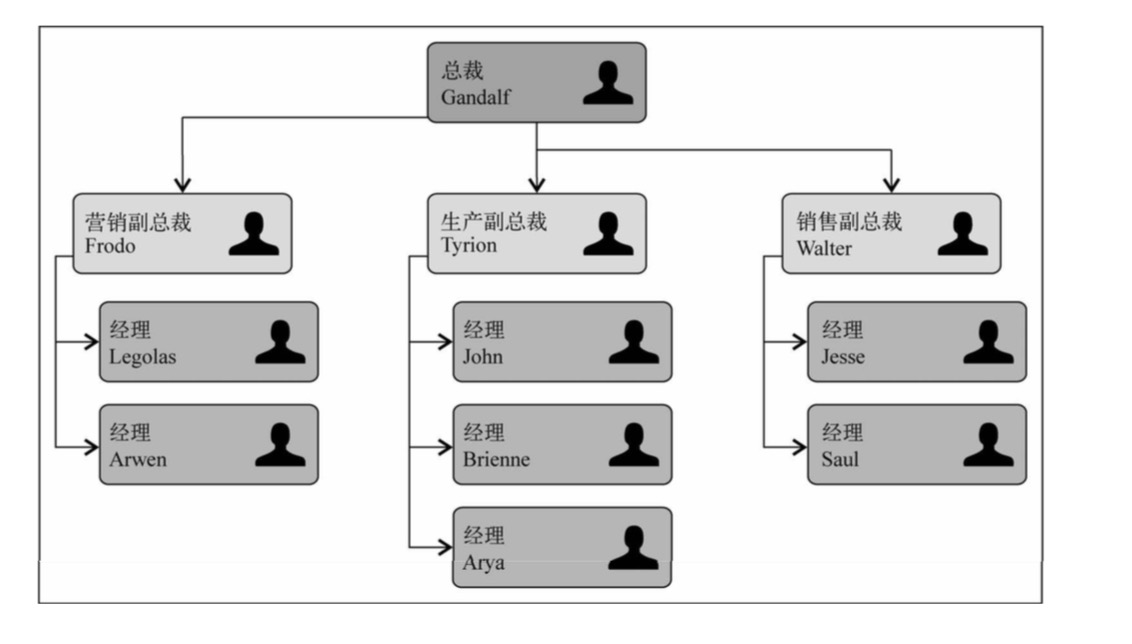 总裁
Gandalf
营销副总裁
Frodo
生产副总裁
Tyrion
销售副总裁
Walter
经理
Legolas
经理
John
经理
Jesse
经理
Arwen
经理
Brienne
经理
Saul
经理
Arya